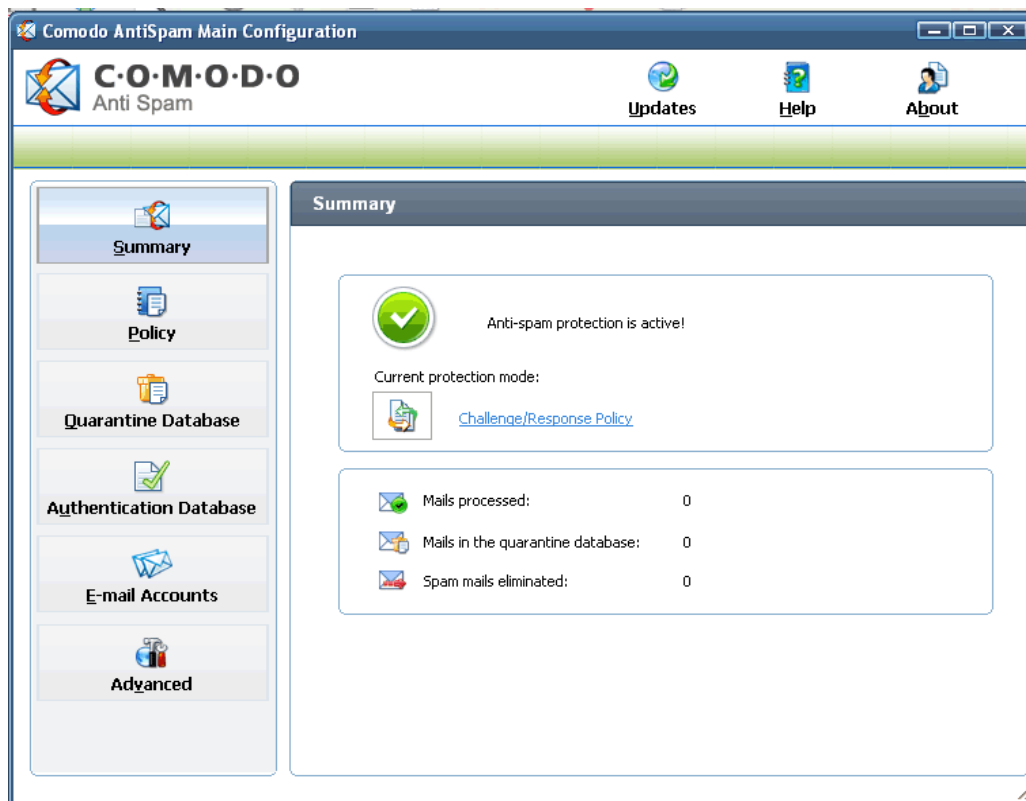 Comodo AntiSpam Main Configuration
C·O·M·O·D·O
Anti Spam
Updates
Help
About
Summary
Policy
Quarantine Database
Authentication Database
E-mail Accounts
Advanced
Summary
Anti-spam protection is active!
Current protection mode:
Challenge/Response Policy
Mails processed: 0
Mails in the quarantine database: 0
Spam mails eliminated: 0